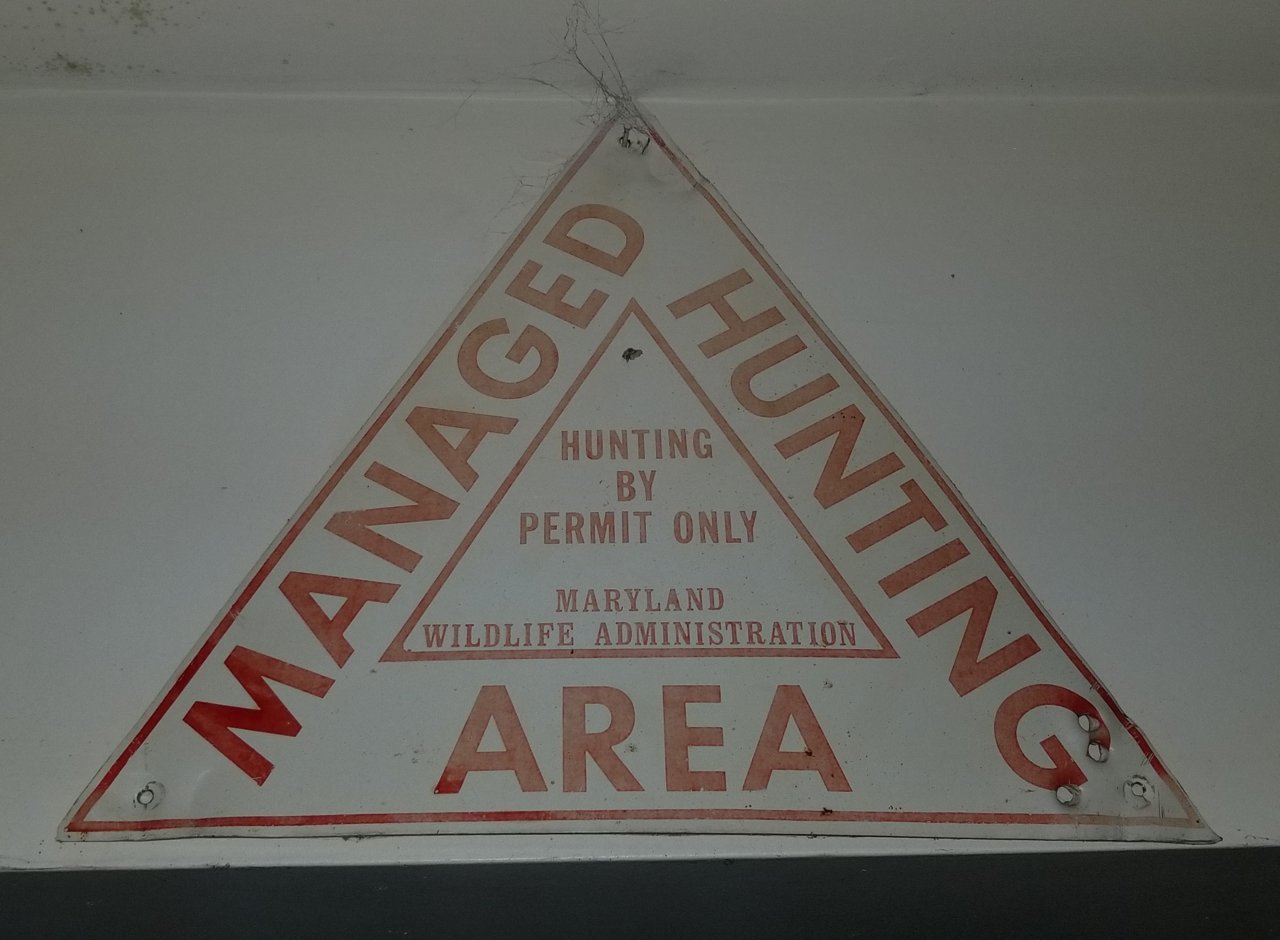 MANAGED
HUNTING
AREA
HUNTING
BY
PERMIT ONLY
MARYLAND
WILDLIFE ADMINISTRATION